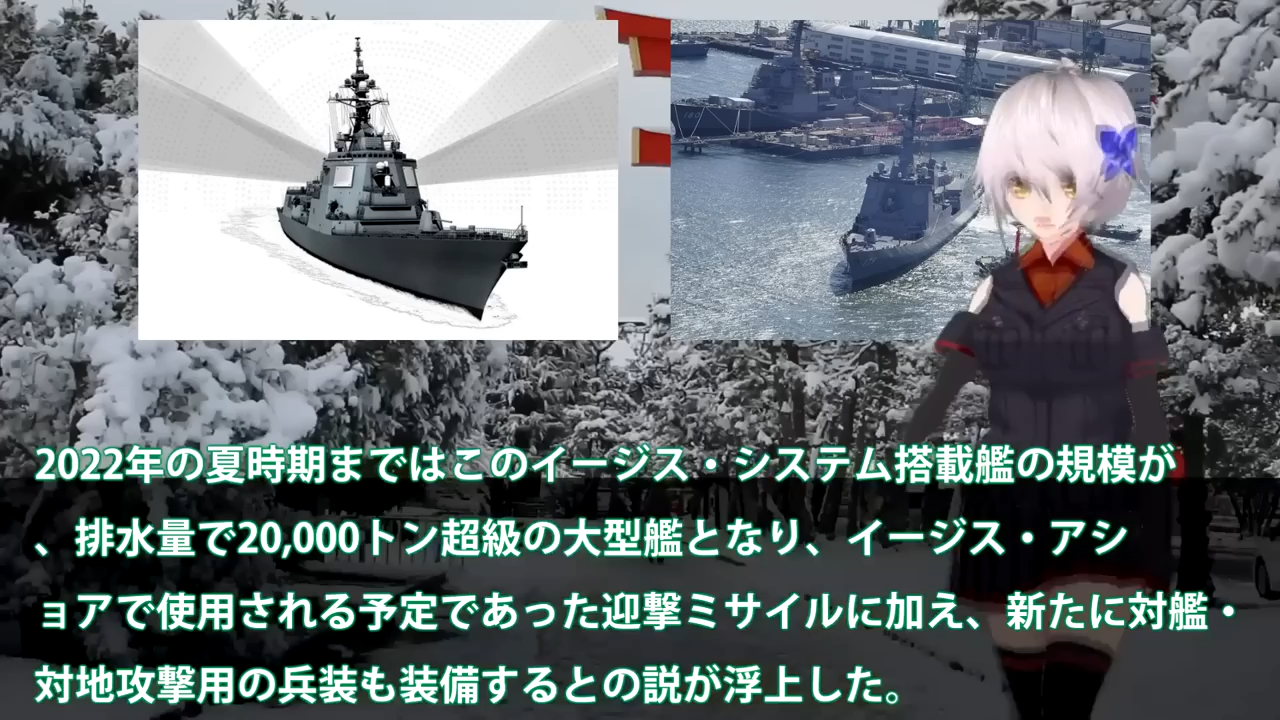 2022年の夏時期まではこのイージス・システム搭載艦の規模が
、排水量で20,000トン超級の大型艦となり、イージス・アシ
ョアで使用される予定であった迎撃ミサイルに加え、新たに対艦・
対地攻撃用の兵装も装備するとの説が浮上した。